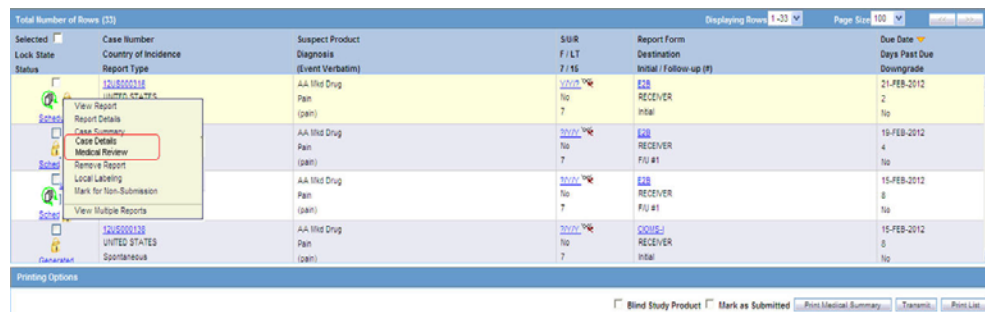 Total Number of Rows (33) Displaying Rows 1 -33 Page Size 100
Selected Case Number Suspect Product S/U/R Report Form Due Date
Lock State Country of Incidence Diagnosis F / LT Destination Days Past Due
Status Report Type (Event Verbatim) 7 / 15 Initial / Follow-up (#) Downgrade
12US000316 AA Mkd Drug E2B 21-FEB-2012
UNITED STATES Pain No RECEIVER 2
(pain) 7 Initial No
View Report
Report Details
Case Summary
Case Details
Medical Review
Remove Report
Local Labeling
Mark for Non-Submission
View Multiple Reports
AA Mkd Drug E2B 19-FEB-2012
Pain No RECEIVER 4
(pain) 7 F/U #1 No
AA Mkd Drug E2B 15-FEB-2012
Pain No RECEIVER 8
(pain) 7 F/U #1 No
12US000138 AA Mkd Drug CIOMS-I 15-FEB-2012
UNITED STATES Pain No RECEIVER 8
Generated Spontaneous (pain) 7 Initial No
Printing Options
Blind Study Product Mark as Submitted Print Medical Summary Transmit Print List